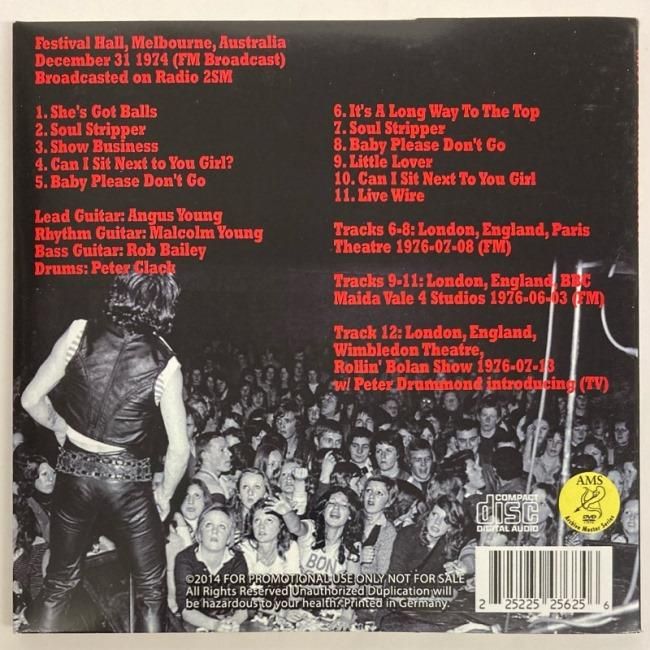 Festival Hall, Melbourne, Australia
December 31 1974 (FM Broadcast)
Broadcasted on Radio 2SM
1. She's Got Balls
2. Soul Stripper
3. Show Business
4. Can I Sit Next to You Girl?
5. Baby Please Don't Go
Lead Guitar: Angus Young
Rhythm Guitar: Malcolm Young
Bass Guitar: Rob Bailey
Drums: Peter Clack
6. It's A Long Way To The Top
7. Soul Stripper
8. Baby Please Don't Go
9. Little Lover
10. Can I Sit Next To You Girl
11. Live Wire
Tracks 6-8: London, England, Paris
Theatre 1976-07-08 (FM)
Tracks 9-11: London, England, BBC
Maida Vale 4 Studios 1976-06-03 (FM)
Track 12: London, England,
Wimbledon Theatre,
Rollin' Bolan Show 1976-07-13
w/ Peter Drummond introducing (TV)
BON
COMPACT
disc
DIGITAL AUDIO
AMS
DVD
Archive Master Series
©2014 FOR PROMOTIONAL USE ONLY NOT FOR SALE
All Rights Reserved Unauthorized Duplication will
be hazardous to your health. Printed in Germany.
2 25225 25625 6